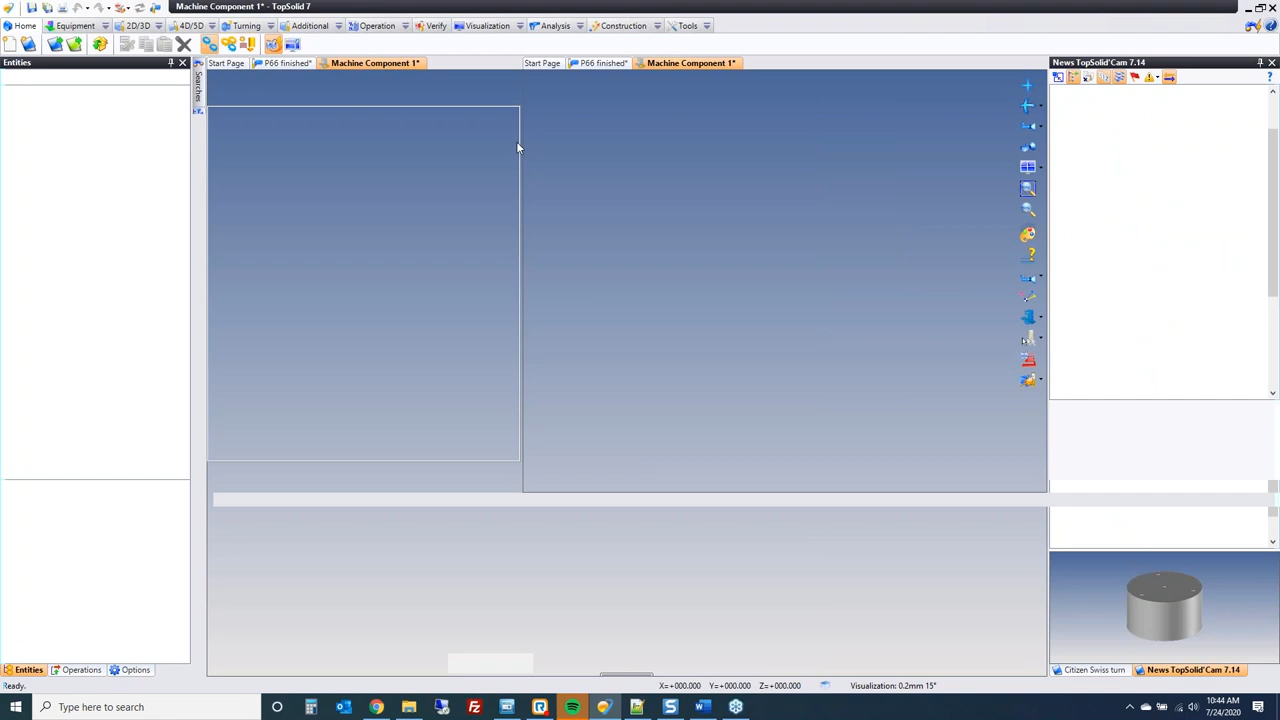 Machine Component 1* - TopSolid 7
Home Equipment 2D/3D 4D/5D Turning Additional Operation Verify Visualization Analysis Construction Tools
Entities
Searches
Start Page P66 finished* Machine Component 1*
Start Page P66 finished* Machine Component 1*
News TopSolid'Cam 7.14
Entities Operations Options
Citizen Swiss turn News TopSolid'Cam 7.14
Ready.
X=+000.000 Y=+000.000 Z=+000.000 Visualization: 0.2mm 15°
Type here to search
10:44 AM
7/24/2020